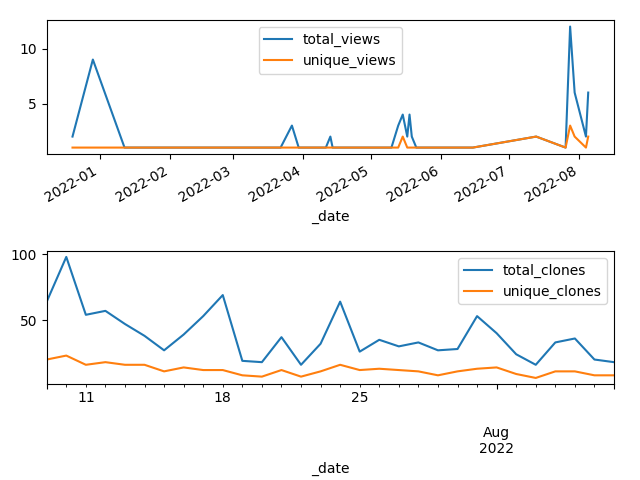 10
5
total_views
unique_views
2022-01
2022-02
2022-03
2022-04
2022-05
2022-06
2022-07
2022-08
_date
100
50
total_clones
unique_clones
11
18
25
Aug
2022
_date